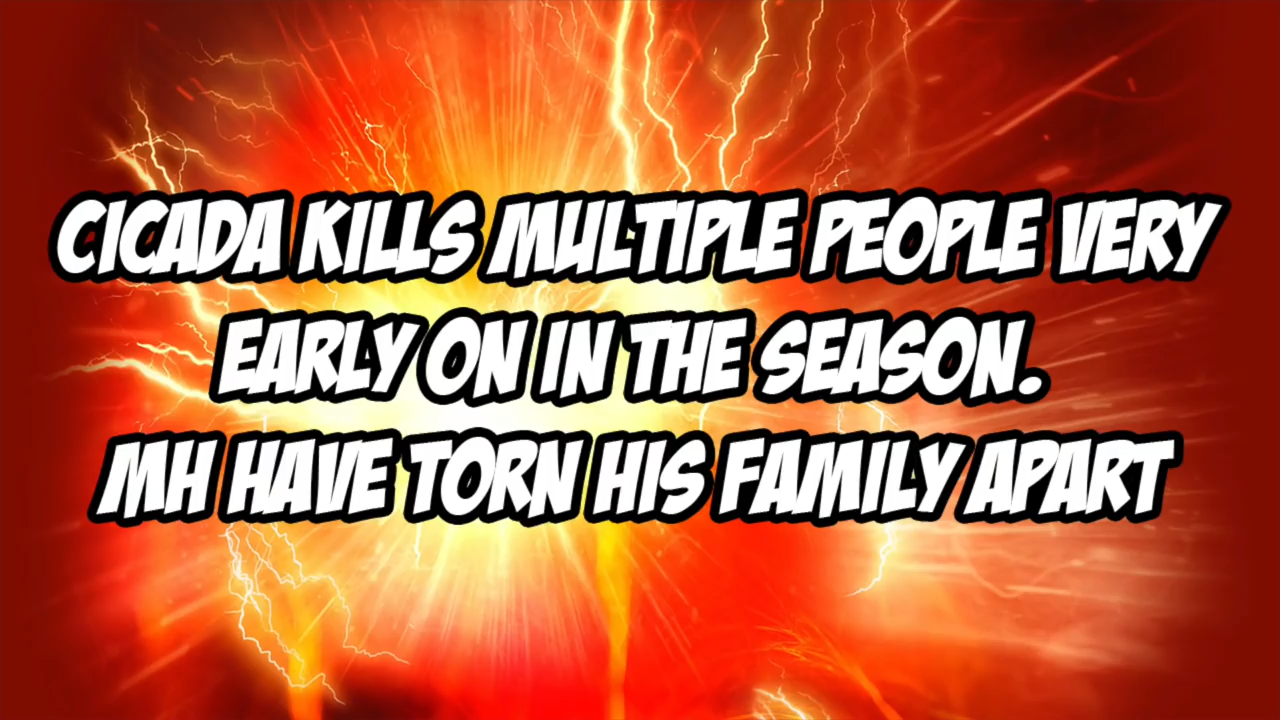 CICADA KILLS MULTIPLE PEOPLE VERY
EARLY ON IN THE SEASON.
MH HAVE TORN HIS FAMILY APART